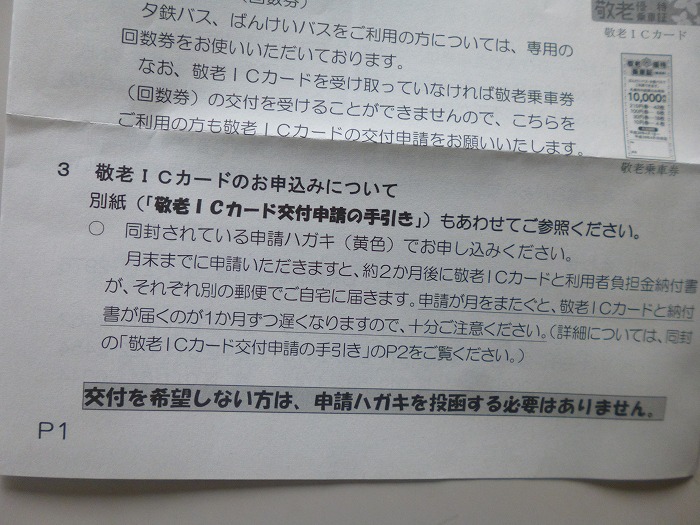 (回数券)
夕鉄バス、ばんけいバスをご利用の方については、専用の
回数券をお使いいただいております。
なお、敬老ICカードを受け取っていなければ敬老乗車券
(回数券)の交付を受けることができませんので、こちらを
ご利用の方も敬老ICカードの交付申請をお願いいたします。
敬老優待乗車証
敬老ICカード
10,000
敬老乗車券
3 敬老ICカードのお申込みについて
別紙(「敬老ICカード交付申請の手引き」)もあわせてご参照ください。
○ 同封されている申請ハガキ(黄色)でお申し込みください。
月末までに申請いただきますと、約2か月後に敬老ICカードと利用者負担金納付書
が、それぞれ別の郵便でご自宅に届きます。申請が月をまたぐと、敬老ICカードと納付
書が届くのが1か月ずつ遅くなりますので、十分ご注意ください。(詳細については、同封
の「敬老ICカード交付申請の手引き」のP2をご覧ください。)
交付を希望しない方は、申請ハガキを投函する必要はありません。
P1